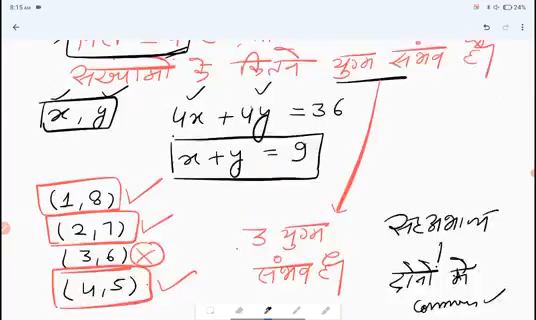 8:15 AM
24%
संख्याओं के कितने युग्म संभव हैं
x, y
4x + 4y = 36
x + y = 9
(1,8)
(2,7)
(3,6)
(4,5)
3 युग्म
संभव हैं
सहअभाज्य
दोनों में
common